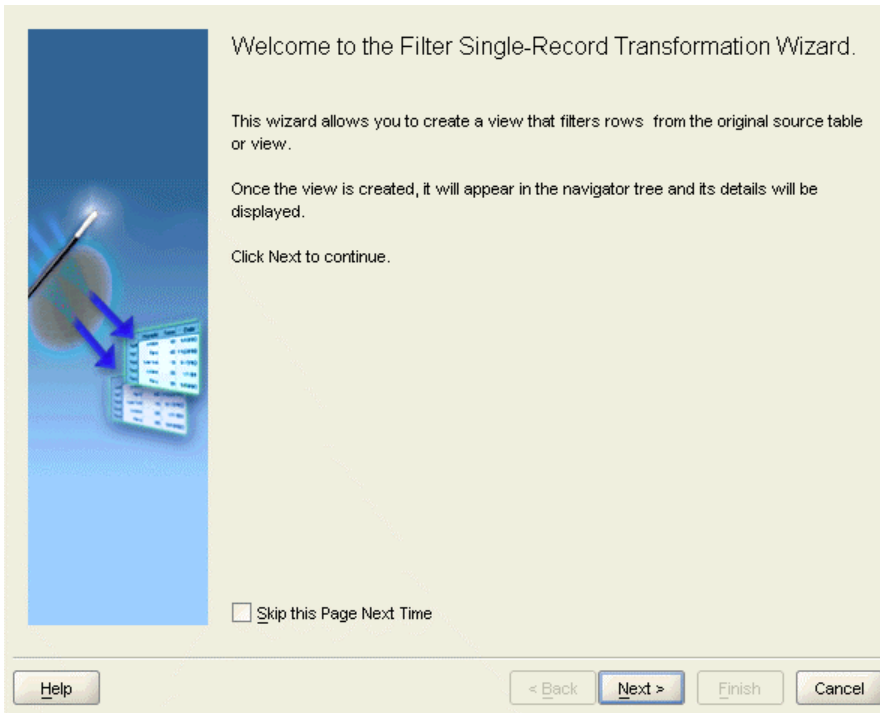 Welcome to the Filter Single-Record Transformation Wizard.
This wizard allows you to create a view that filters rows from the original source table
or view.
Once the view is created, it will appear in the navigator tree and its details will be
displayed.
Click Next to continue.
Skip this Page Next Time
Help
< Back
Next >
Finish
Cancel